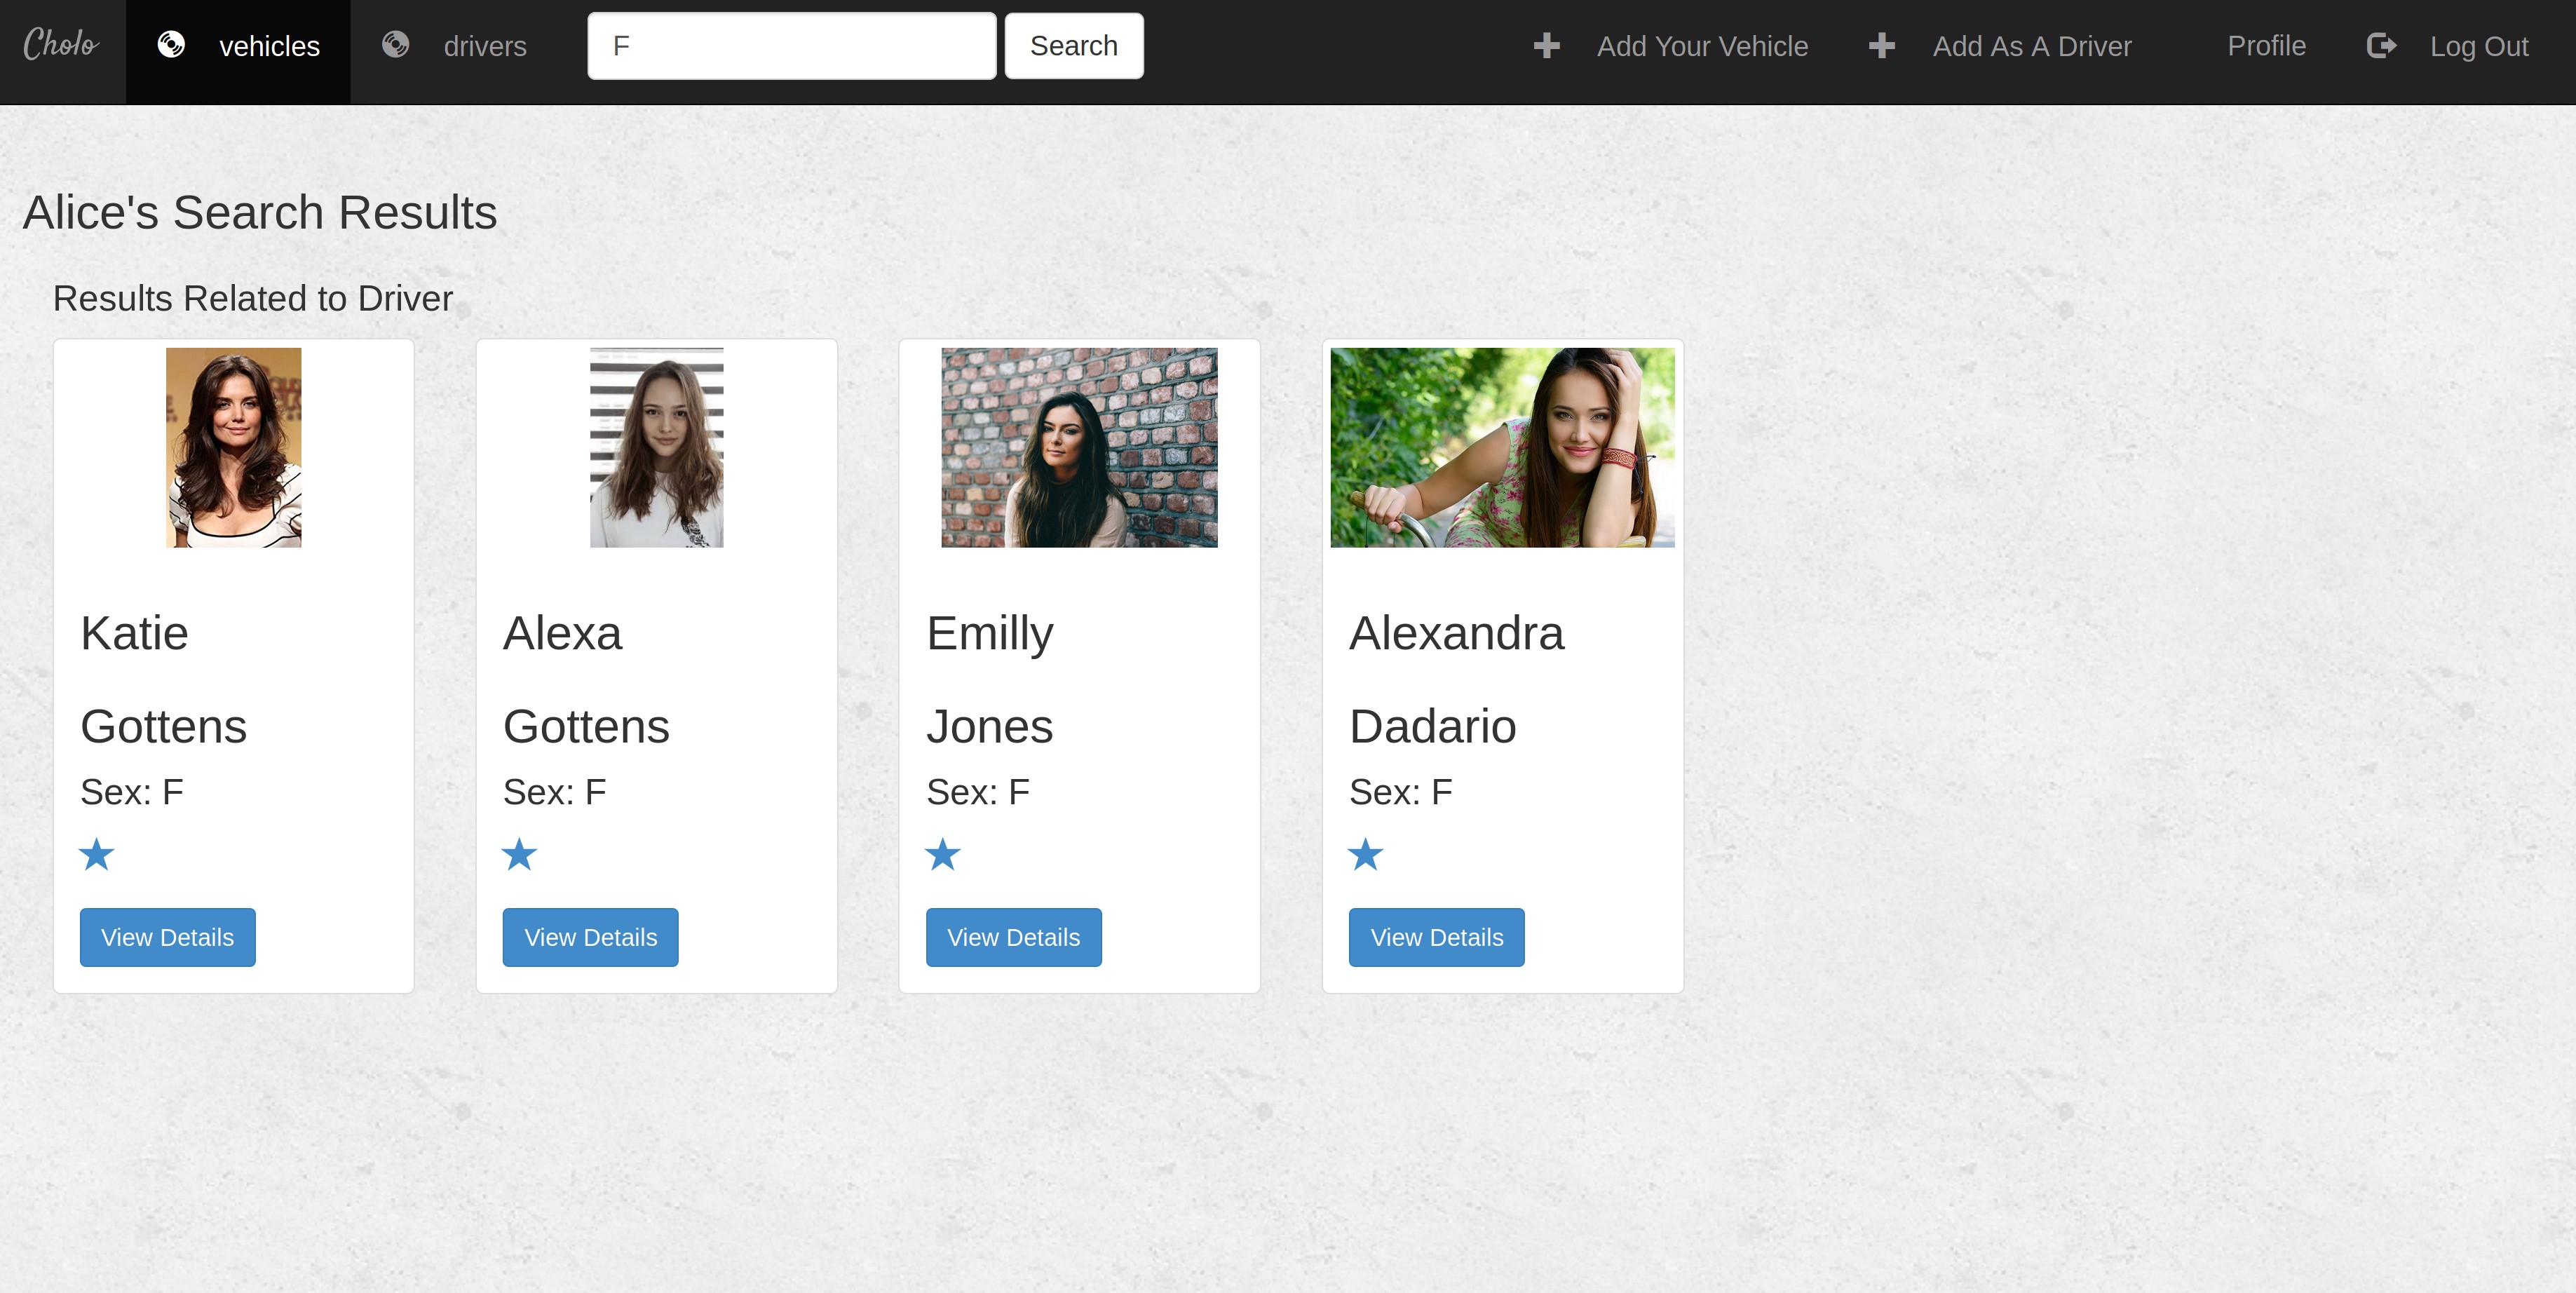 Cholo vehicles drivers F Search Add Your Vehicle Add As A Driver Profile Log Out
Alice's Search Results
Results Related to Driver
Katie
Gottens
Sex: F
View Details
Alexa
Gottens
Sex: F
View Details
Emilly
Jones
Sex: F
View Details
Alexandra
Dadario
Sex: F
View Details